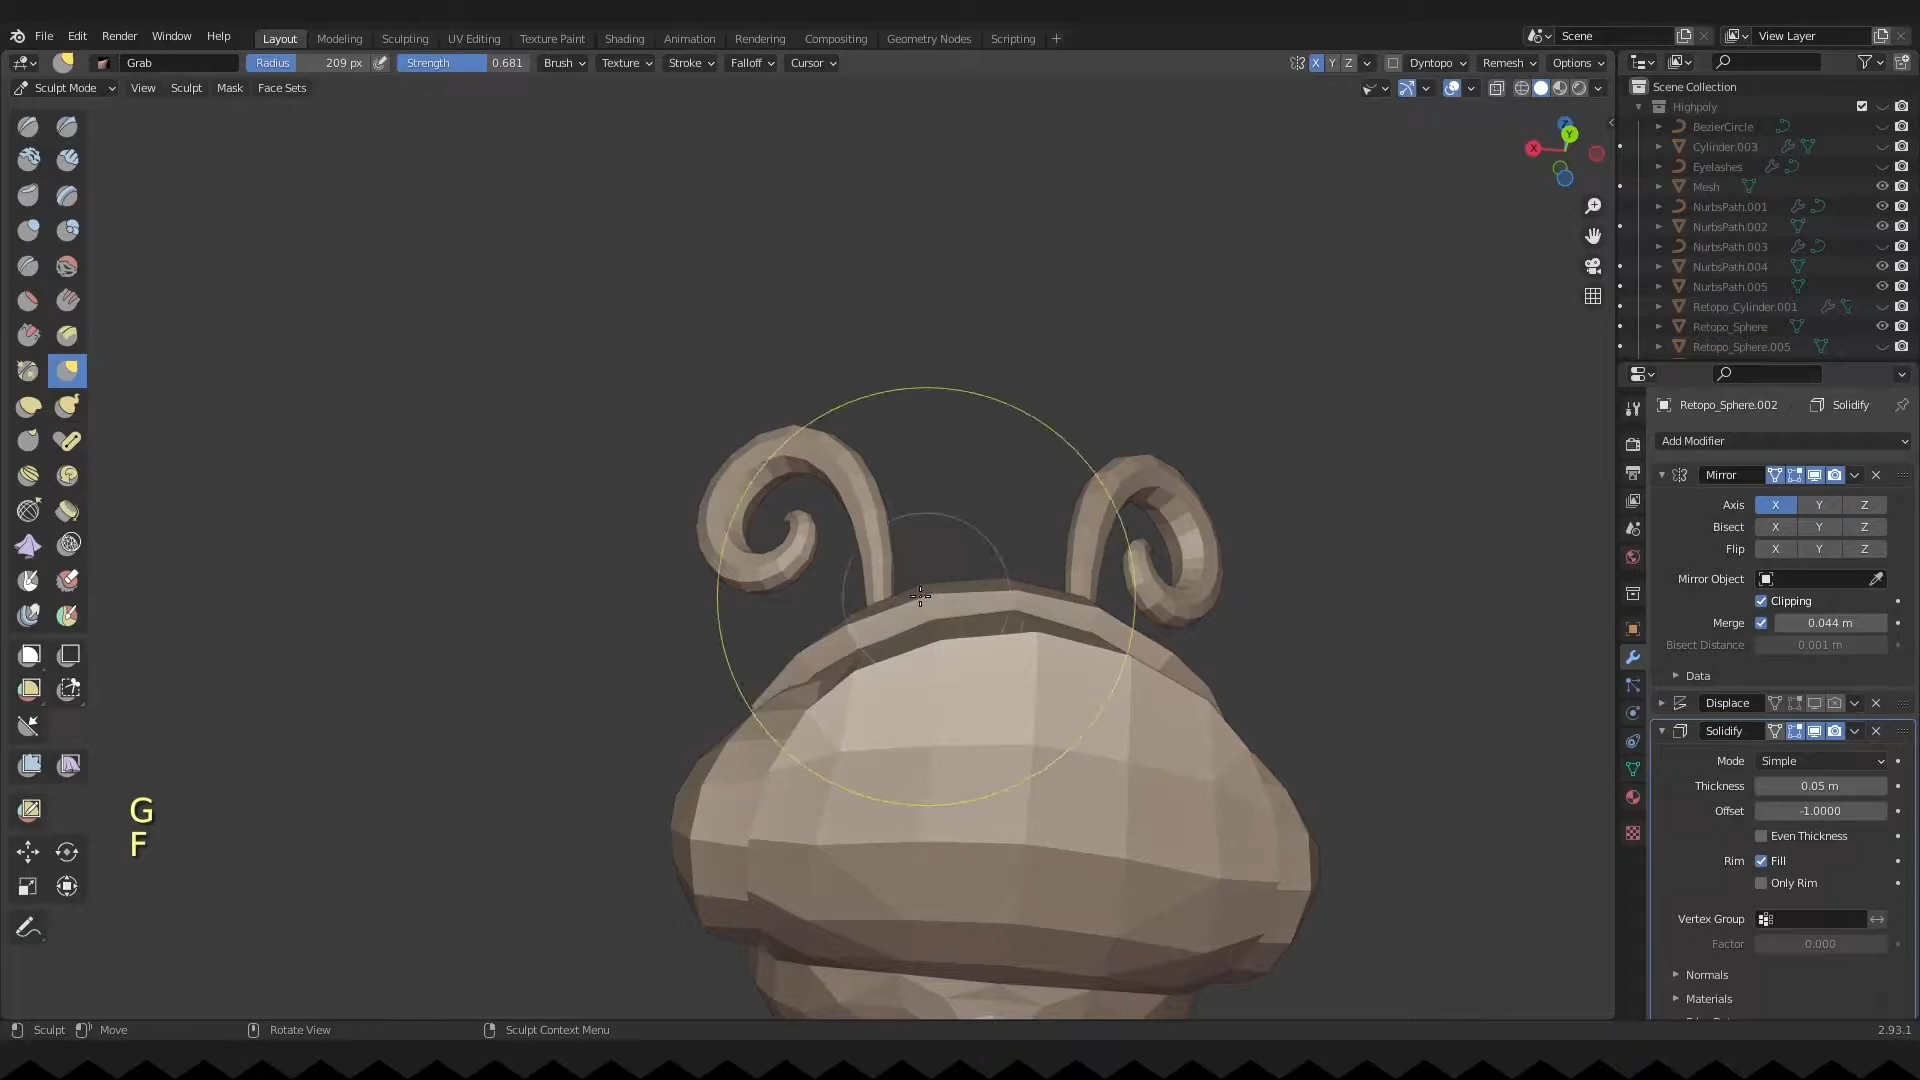 File Edit Render Window Help Layout Modeling Sculpting UV Editing Texture Paint Shading Animation Rendering Compositing Geometry Nodes Scripting + Scene View Layer
Grab Radius 209 px Strength 0.681 Brush Texture Stroke Falloff Cursor X Y Z Dyntopo Remesh Options
Sculpt Mode View Sculpt Mask Face Sets
Scene Collection
Highpoly
BezierCircle
Cylinder.003
Eyelashes
Mesh
NurbsPath.001
NurbsPath.002
NurbsPath.003
NurbsPath.004
NurbsPath.005
Retopo_Cylinder.001
Retopo_Sphere
Retopo_Sphere.005
Z
Y
X
Retopo_Sphere.002 Solidify
Add Modifier
Mirror
Axis X Y Z
Bisect X Y Z
Flip X Y Z
Mirror Object
Clipping
Merge 0.044 m
Bisect Distance 0.001 m
Data
Displace
Solidify
Mode Simple
Thickness 0.05 m
Offset -1.0000
Even Thickness
Rim Fill
Only Rim
Vertex Group
Factor 0.000
Normals
Materials
G
F
Sculpt Move Rotate View Sculpt Context Menu 2.93.1